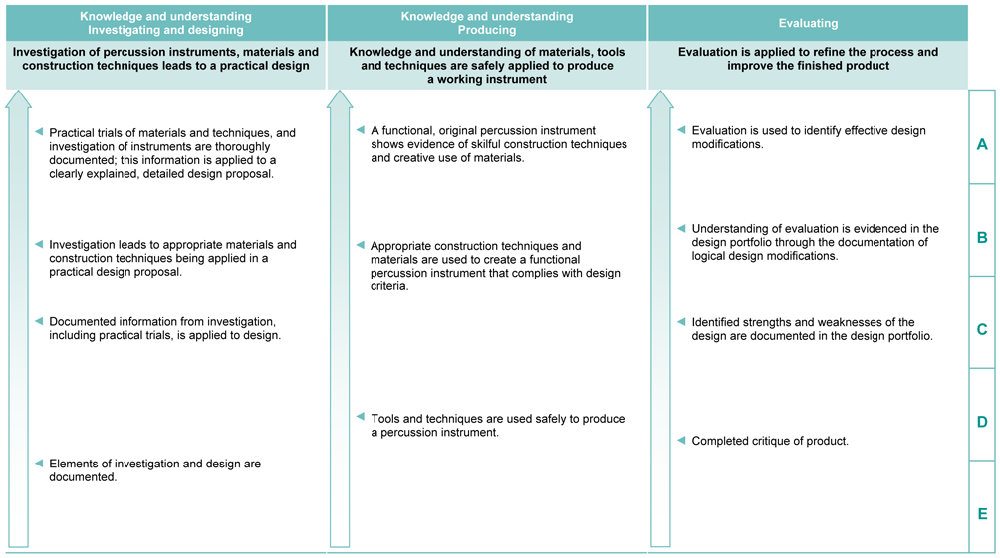 Knowledge and understanding
Investigating and designing
Investigation of percussion instruments, materials and
construction techniques leads to a practical design
Practical trials of materials and techniques, and
investigation of instruments are thoroughly
documented; this information is applied to a
clearly explained, detailed design proposal.
Investigation leads to appropriate materials and
construction techniques being applied in a
practical design proposal.
Documented information from investigation,
including practical trials, is applied to design.
Elements of investigation and design are
documented.
Knowledge and understanding
Producing
Knowledge and understanding of materials, tools
and techniques are safely applied to produce
a working instrument
A functional, original percussion instrument
shows evidence of skilful construction techniques
and creative use of materials.
Appropriate construction techniques and
materials are used to create a functional
percussion instrument that complies with design
criteria.
Tools and techniques are used safely to produce
a percussion instrument.
Evaluating
Evaluation is applied to refine the process and
improve the finished product
Evaluation is used to identify effective design
modifications.
Understanding of evaluation is evidenced in the
design portfolio through the documentation of
logical design modifications.
Identified strengths and weaknesses of the
design are documented in the design portfolio.
Completed critique of product.
A
B
C
D
E